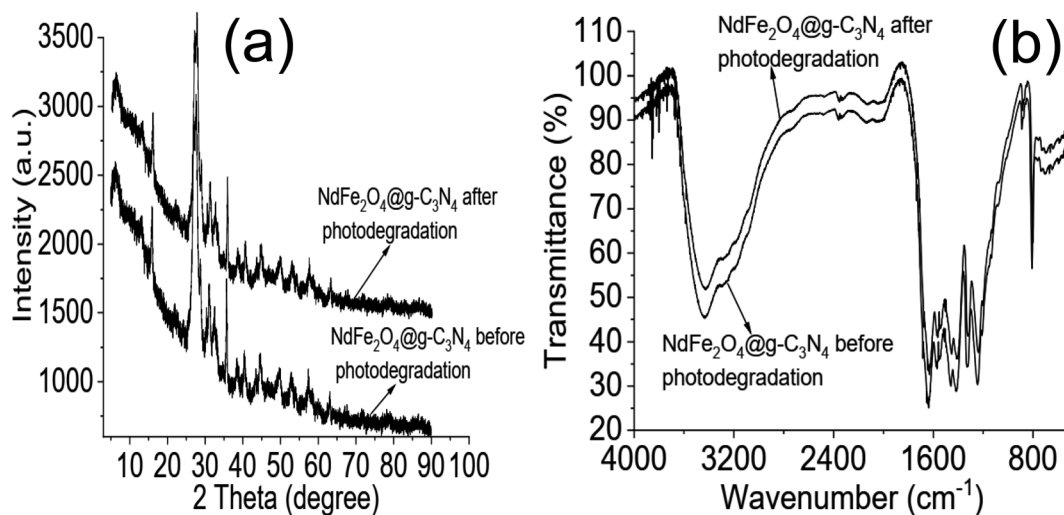 (a)
Intensity (a.u.)
3500
3000
2500
2000
1500
1000
NdFe₂O₄@g-C₃N₄ after
photodegradation
NdFe₂O₄@g-C₃N₄ before
photodegradation
10 20 30 40 50 60 70 80 90 100
2 Theta (degree)
(b)
Transmittance (%)
110
100
90
80
70
60
50
40
30
20
NdFe₂O₄@g-C₃N₄ after
photodegradation
NdFe₂O₄@g-C₃N₄ before
photodegradation
4000 3200 2400 1600 800
Wavenumber (cm⁻¹)